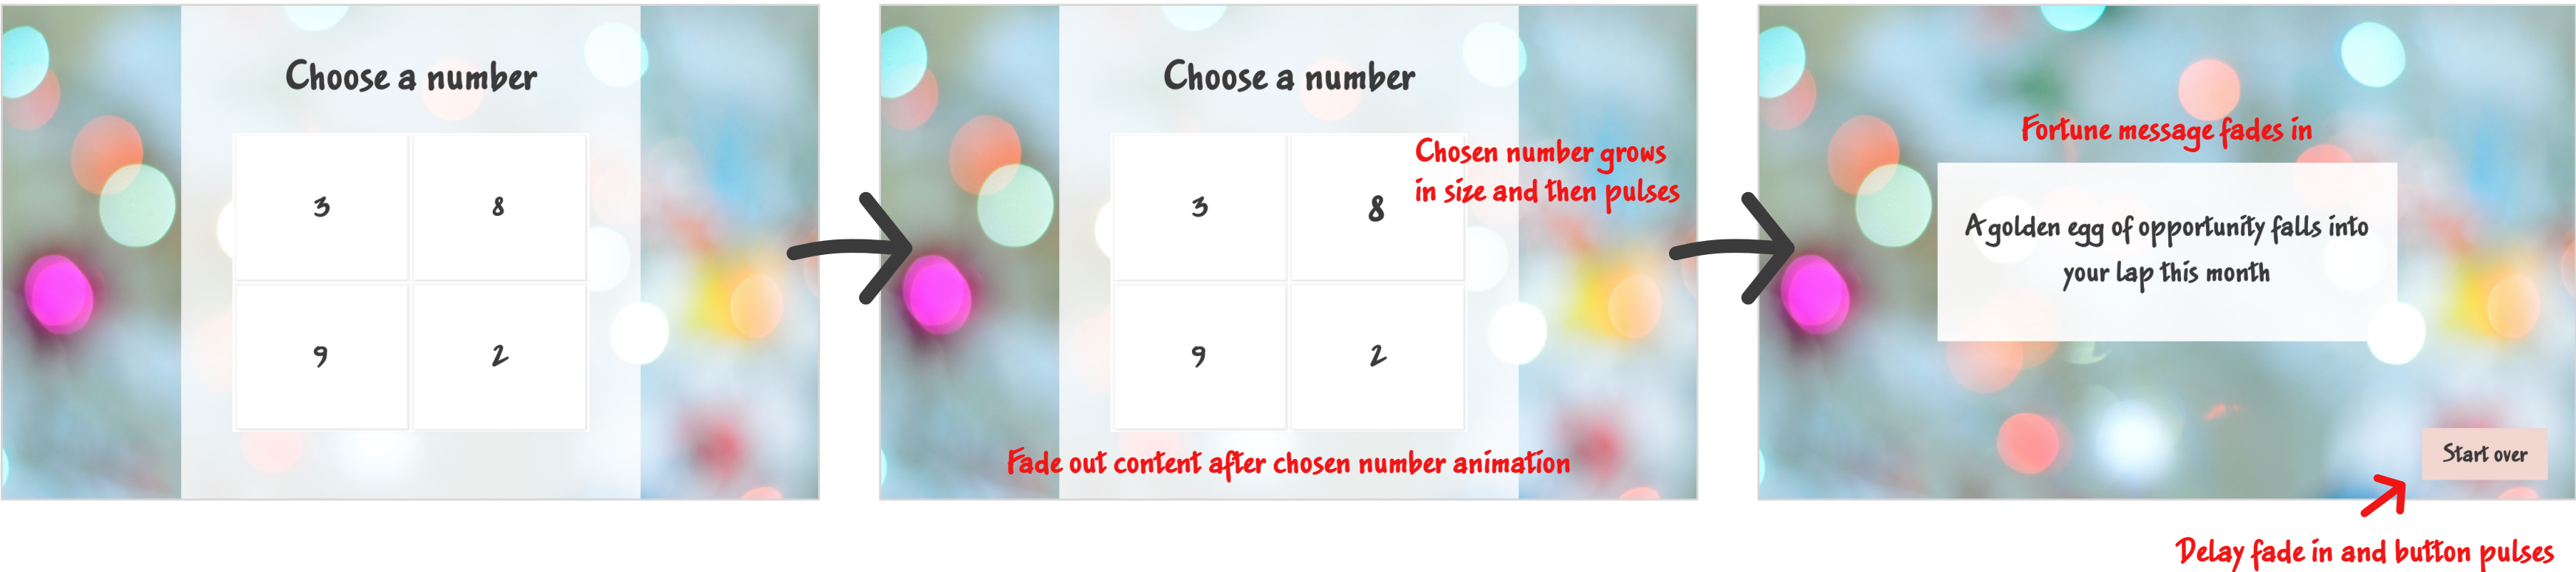 Choose a number
3 8
9 2
Choose a number
3 8
9 2
Chosen number grows
in size and then pulses
Fade out content after chosen number animation
Fortune message fades in
A golden egg of opportunity falls into
your lap this month
Start over
Delay fade in and button pulses